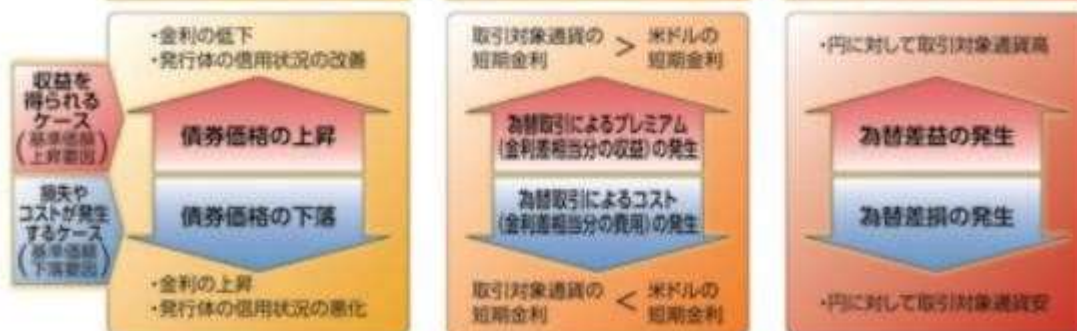 収益を
得られる
ケース
(基準価額
上昇要因)
損失や
コストが発生
するケース
(基準価額
下落要因)
・金利の低下
・発行体の信用状況の改善
債券価格の上昇
債券価格の下落
・金利の上昇
・発行体の信用状況の悪化
取引対象通貨の > 米ドルの
短期金利 短期金利
為替取引によるプレミアム
(金利差相当分の収益)の発生
為替取引によるコスト
(金利差相当分の費用)の発生
取引対象通貨の < 米ドルの
短期金利 短期金利
・円に対して取引対象通貨高
為替差益の発生
為替差損の発生
・円に対して取引対象通貨安